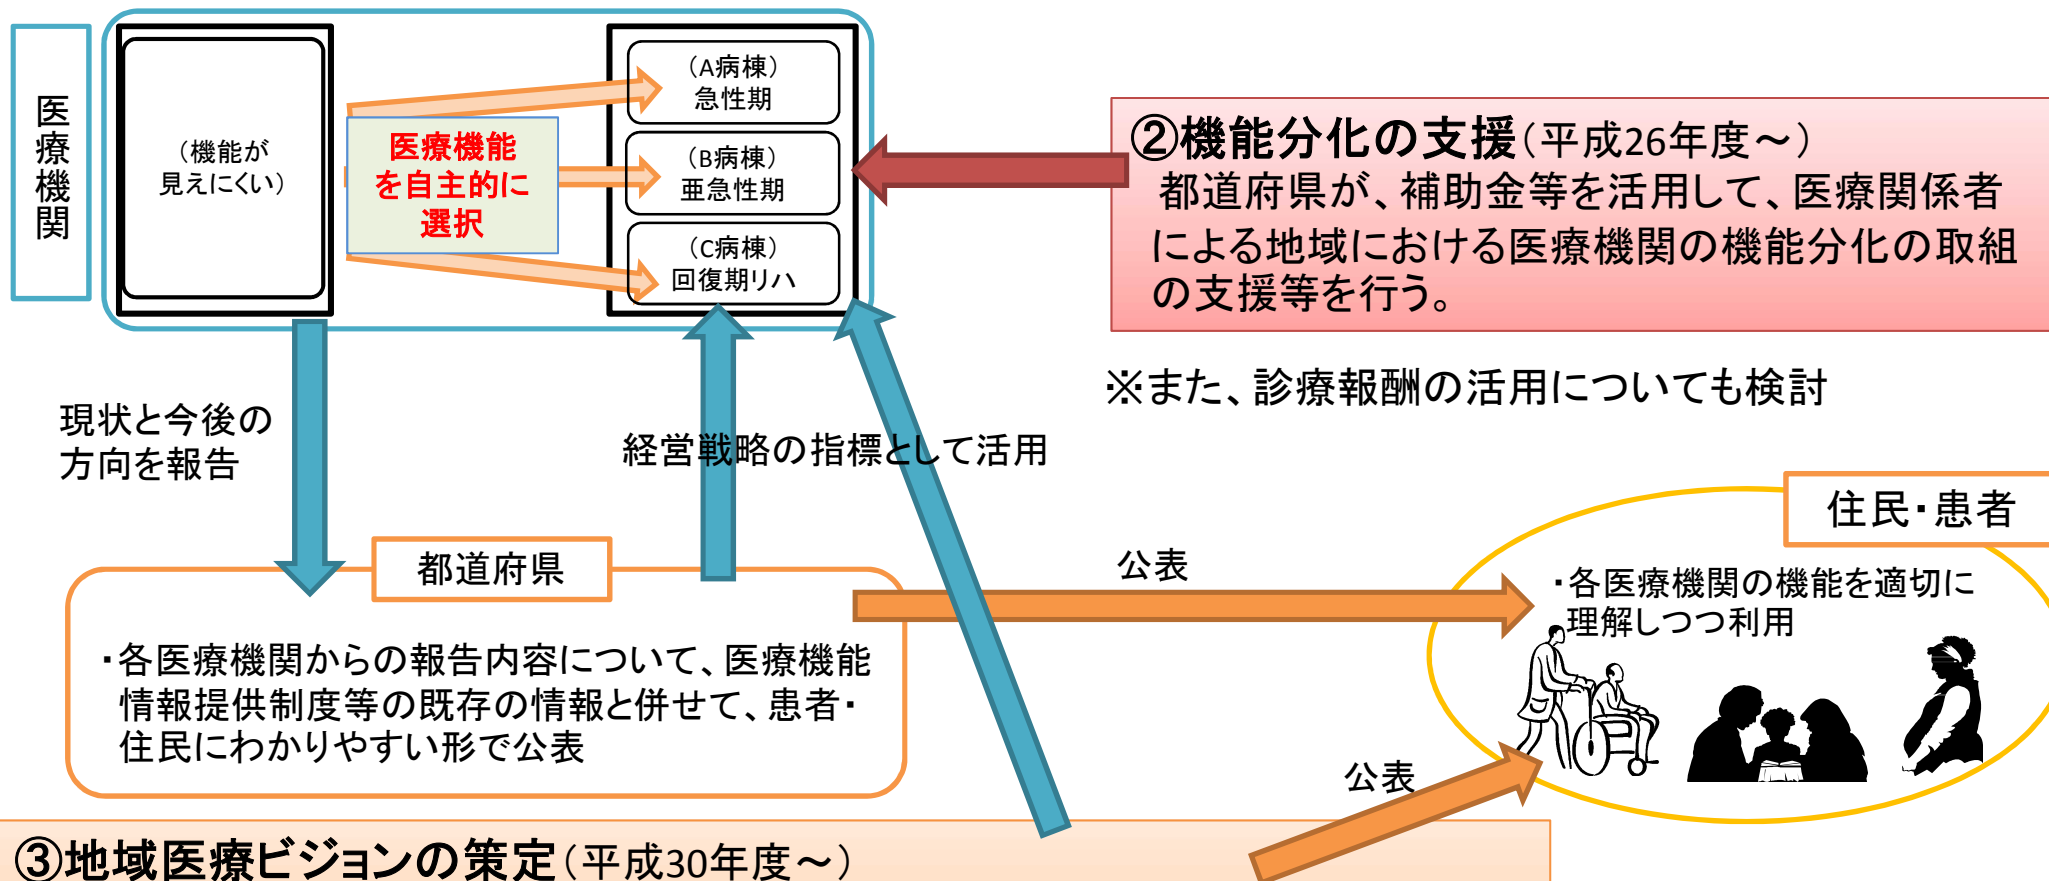 医療機関
（機能が
見えにくい）
医療機能
を自主的に
選択
（A病棟）
急性期
（B病棟）
亜急性期
（C病棟）
回復期リハ
②機能分化の支援（平成26年度～）
都道府県が、補助金等を活用して、医療関係者
による地域における医療機関の機能分化の取組
の支援等を行う。
※また、診療報酬の活用についても検討
現状と今後の
方向を報告
経営戦略の指標として活用
都道府県
・各医療機関からの報告内容について、医療機能
情報提供制度等の既存の情報と併せて、患者・
住民にわかりやすい形で公表
公表
住民・患者
・各医療機関の機能を適切に
理解しつつ利用
公表
③地域医療ビジョンの策定（平成30年度～）